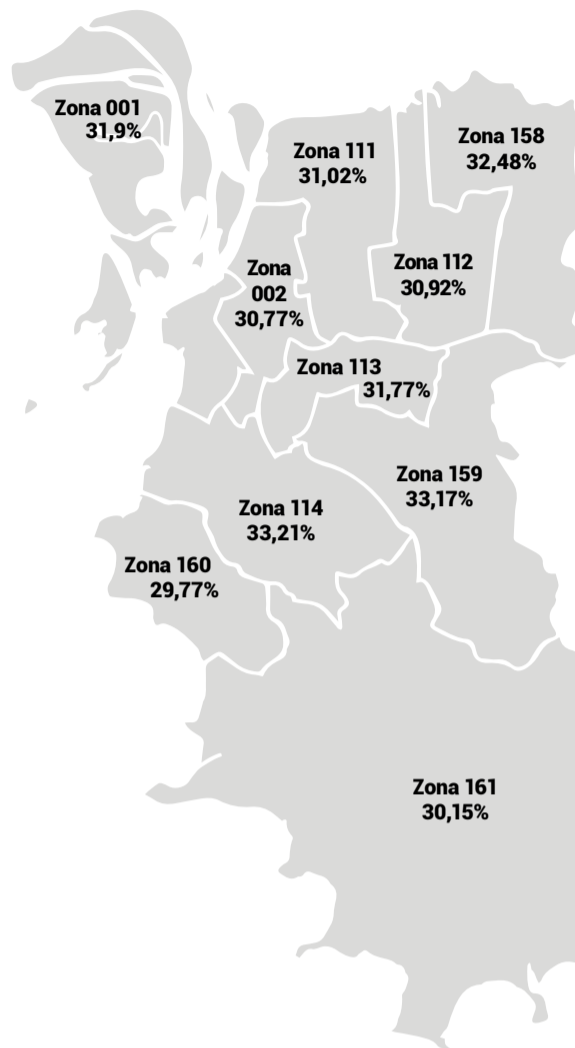 Zona 001
31,9%
Zona 111
31,02%
Zona 158
32,48%
Zona
002
30,77%
Zona 112
30,92%
Zona 113
31,77%
Zona 159
33,17%
Zona 114
33,21%
Zona 160
29,77%
Zona 161
30,15%